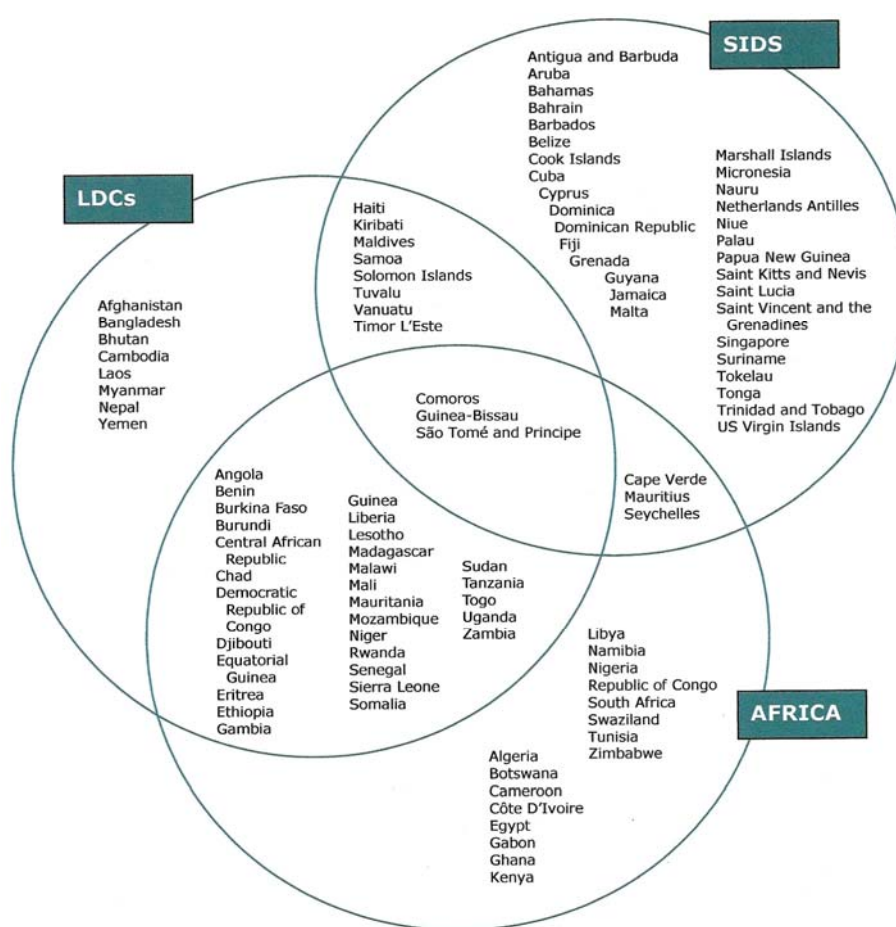 SIDS
Antigua and Barbuda
Aruba
Bahamas
Bahrain
Barbados
Belize
Cook Islands
Cuba
Cyprus
Dominica
Dominican Republic
Fiji
Grenada
Guyana
Jamaica
Malta
Marshall Islands
Micronesia
Nauru
Netherlands Antilles
Niue
Palau
Papua New Guinea
Saint Kitts and Nevis
Saint Lucia
Saint Vincent and the
Grenadines
Singapore
Suriname
Tokelau
Tonga
Trinidad and Tobago
US Virgin Islands
LDCs
Haiti
Kiribati
Maldives
Samoa
Solomon Islands
Tuvalu
Vanuatu
Timor L'Este
Afghanistan
Bangladesh
Bhutan
Cambodia
Laos
Myanmar
Nepal
Yemen
Comoros
Guinea-Bissau
São Tomé and Principe
Cape Verde
Mauritius
Seychelles
Angola
Benin
Burkina Faso
Burundi
Central African
Republic
Chad
Democratic
Republic of
Congo
Djibouti
Equatorial
Guinea
Eritrea
Ethiopia
Gambia
Guinea
Liberia
Lesotho
Madagascar
Malawi
Mali
Mauritania
Mozambique
Niger
Rwanda
Senegal
Sierra Leone
Somalia
Sudan
Tanzania
Togo
Uganda
Zambia
Libya
Namibia
Nigeria
Republic of Congo
South Africa
Swaziland
Tunisia
Zimbabwe
AFRICA
Algeria
Botswana
Cameroon
Côte D'Ivoire
Egypt
Gabon
Ghana
Kenya